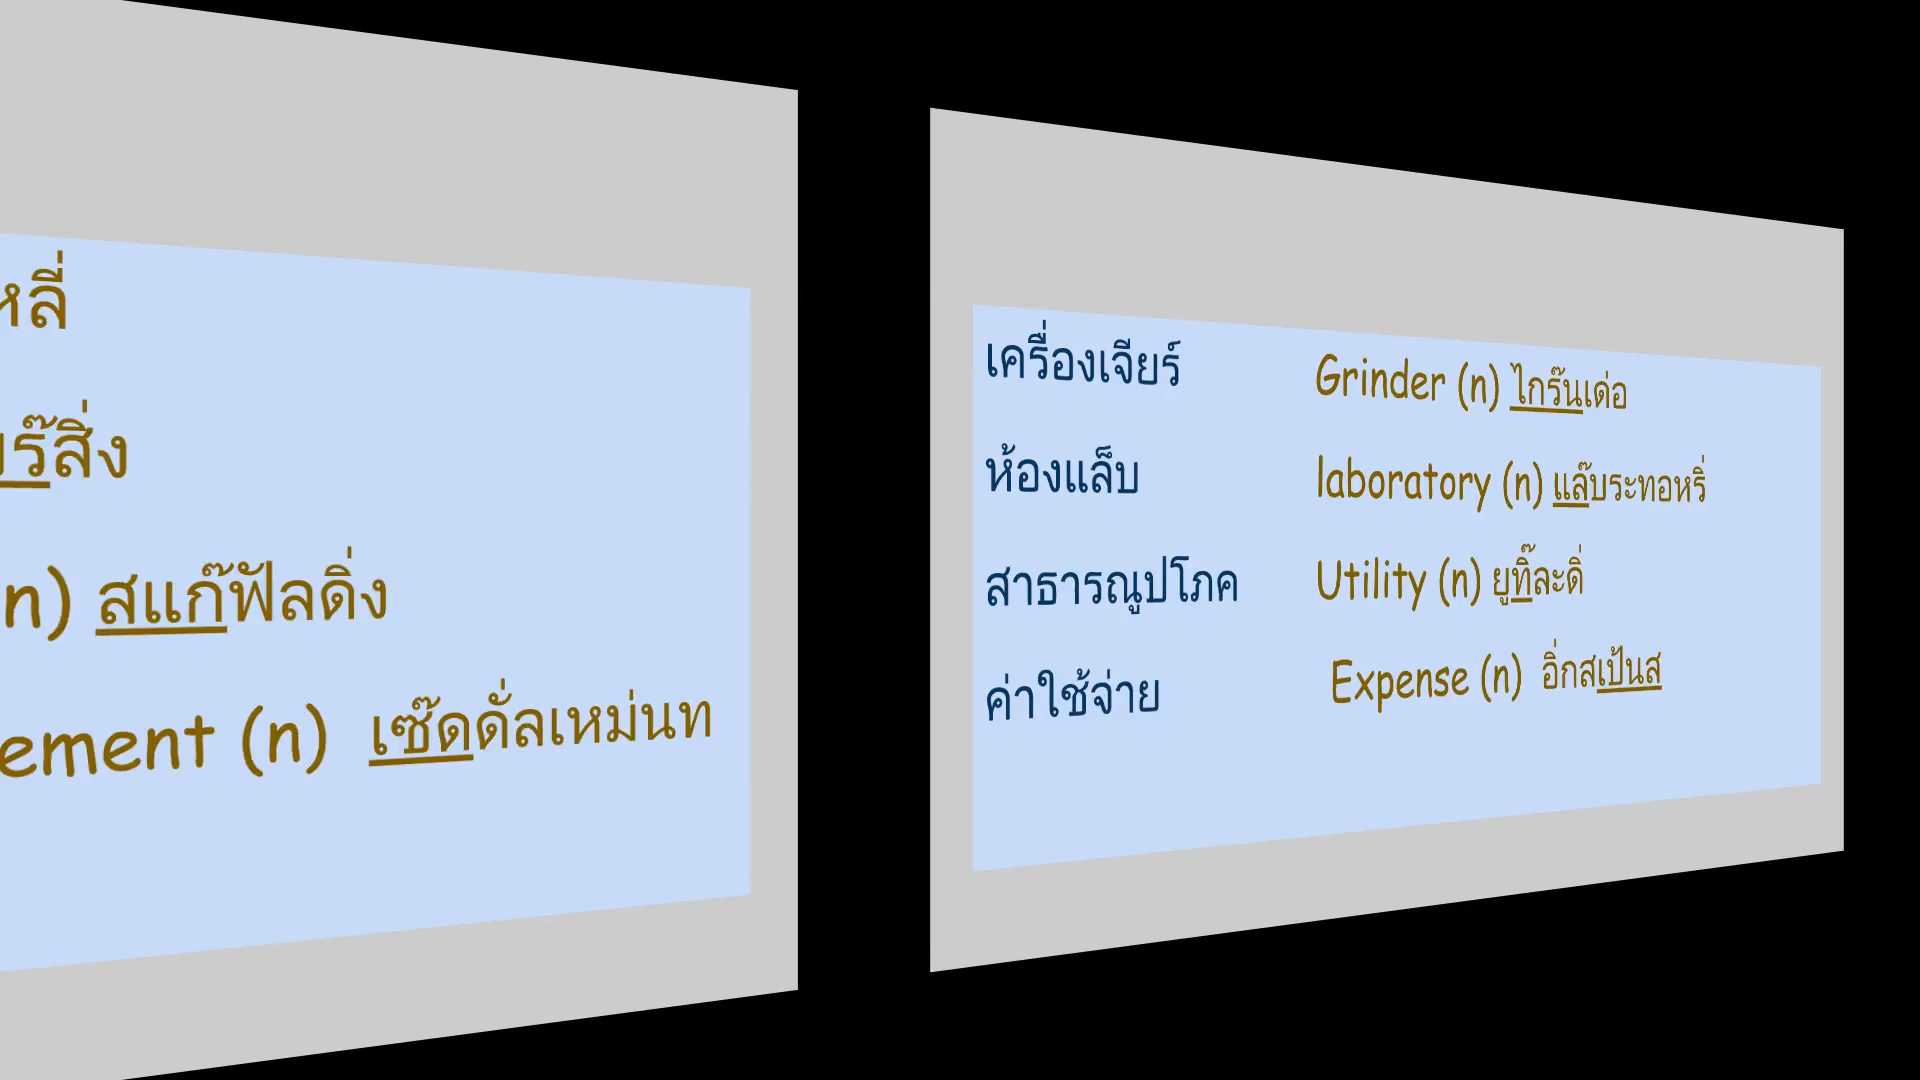 หลี่
ยร๊สิ่ง
n) สแก๊ฟัลดิ่ง
ement (n) เซ๊ดดั่ลเหม่นท
เครื่องเจียร์ Grinder (n) ไกร๊นเด่อ
ห้องแล็บ laboratory (n) แล๊บระทอหริ่
สาธารณูปโภค Utility (n) ยูทิ๊ละดิ่
ค่าใช้จ่าย Expense (n) อิ่กสเป้นส